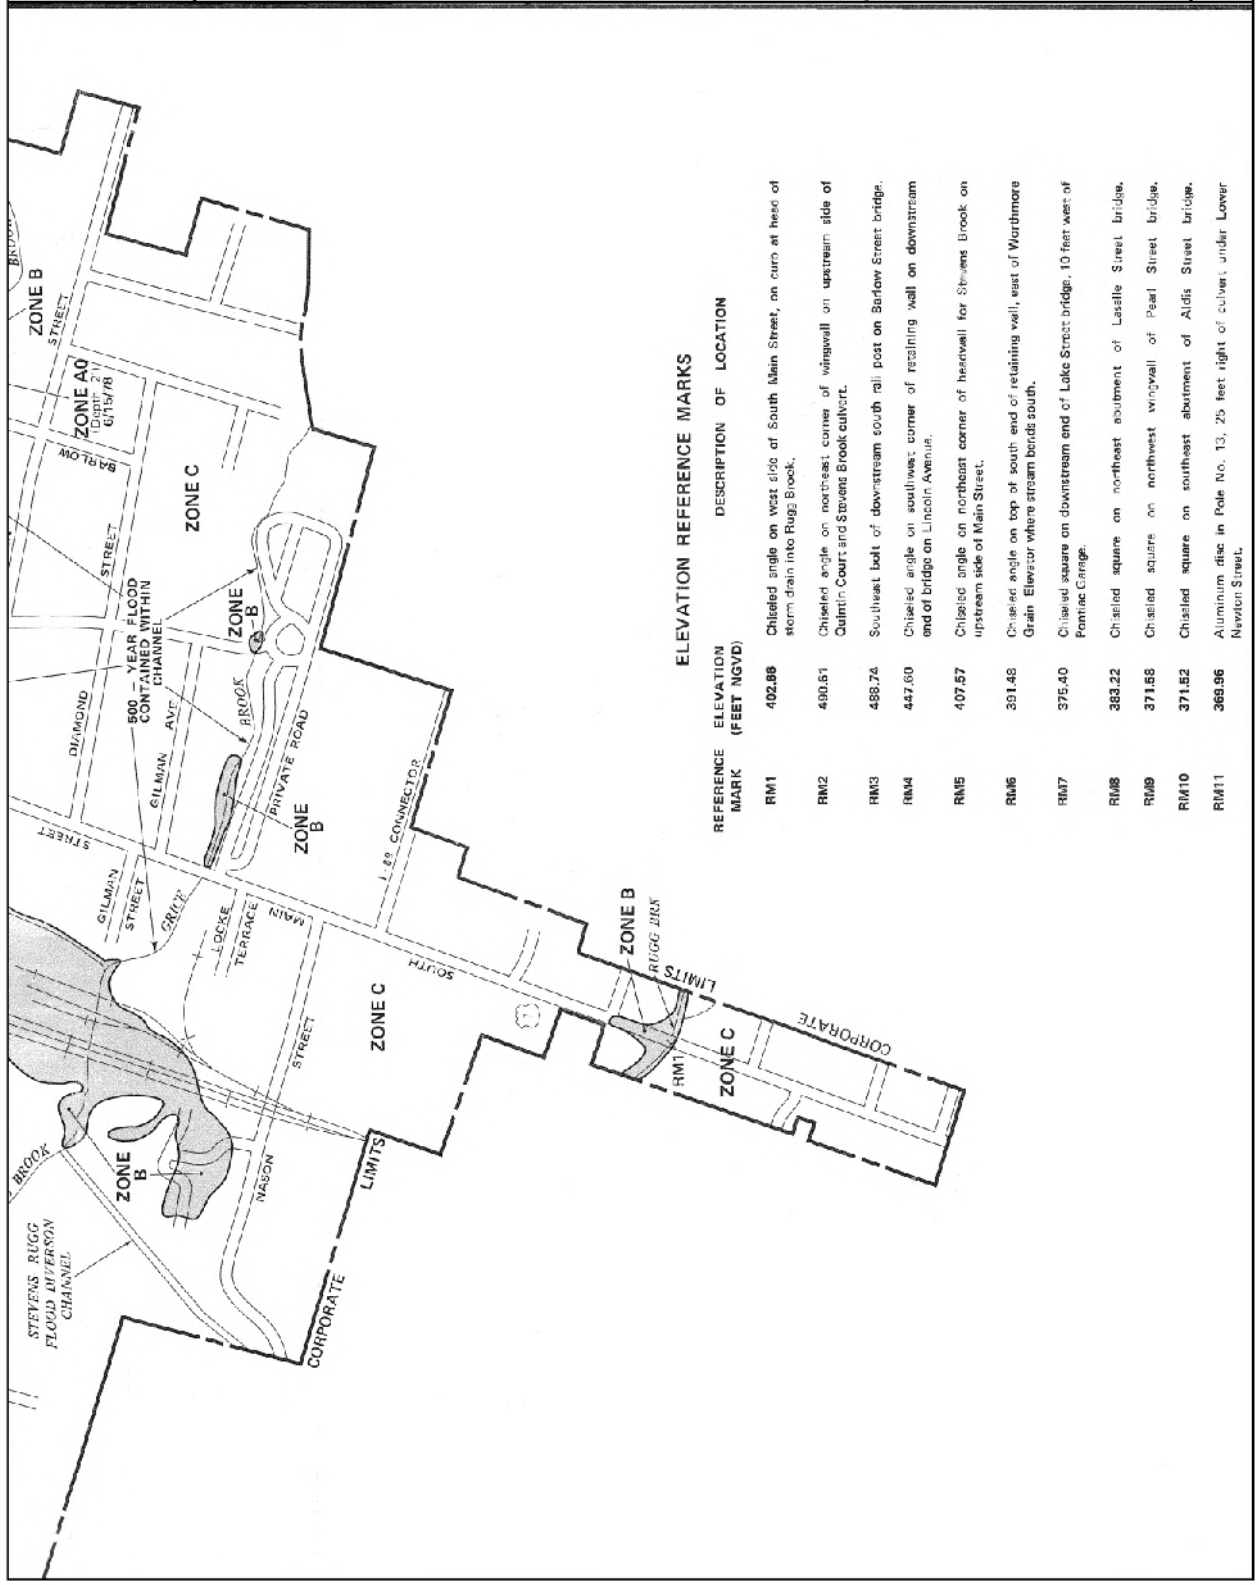 BROOK
ZONE B
STREET
ZONE A0
(Depth 2')
6/15/78
BARLOW
STREET
ZONE C
500 – YEAR FLOOD
CONTAINED WITHIN
CHANNEL
ZONE
B
DIAMOND
GILMAN AVE
BROOK
PRIVATE ROAD
ZONE
B
STREET
GILMAN
STREET
GRICE
LOCKE
TERRACE
MAIN
I-89 CONNECTOR
SOUTH
ZONE C
STREET
NASON
BROOK
ZONE
B
STEVENS RUGG
FLOOD DIVERSON
CHANNEL
LIMITS
CORPORATE
ZONE B
RUGG BRK
LIMITS
RM1
ZONE C
CORPORATE
ELEVATION REFERENCE MARKS
REFERENCE ELEVATION DESCRIPTION OF LOCATION
MARK (FEET NGVD)
RM1 402.86 Chiseled angle on west side of South Main Street, on curb at head of
storm drain into Rugg Brook.
RM2 490.61 Chiseled angle on northeast corner of wingwall on upstream side of
Quintin Court and Stevens Brook culvert.
RM3 488.74 Southeast bolt of downstream south rail post on Barlow Street bridge.
RM4 447.60 Chiseled angle on southwest corner of retaining wall on downstream
end of bridge on Lincoln Avenue.
RM5 407.57 Chiseled angle on northeast corner of headwall for Stevens Brook on
upstream side of Main Street.
RM6 391.48 Chiseled angle on top of south end of retaining wall, east of Worthmore
Grain Elevator where stream bends south.
RM7 375.40 Chiseled square on downstream end of Lake Street bridge, 10 feet west of
Pontiac Garage.
RM8 383.22 Chiseled square on northeast abutment of Lasalle Street bridge.
RM9 371.58 Chiseled square on northwest wingwall of Pearl Street bridge.
RM10 371.52 Chiseled square on southeast abutment of Aldis Street bridge.
RM11 369.96 Aluminum disc in Pole No. 13, 25 feet right of culvert under Lower
Newton Street.